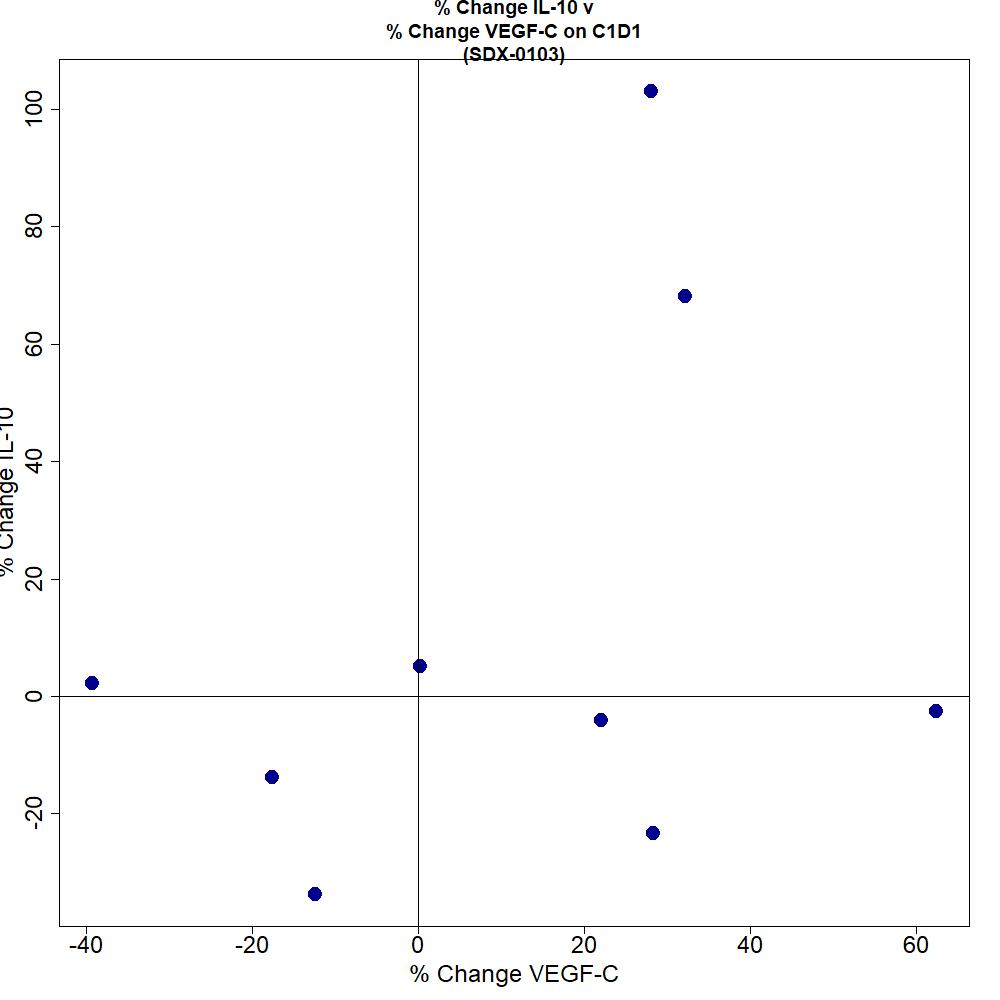 % Change IL-10 v
% Change VEGF-C on C1D1
(SDX-0103)
100
80
60
40
20
0
-20
% Change IL-10
-40
-20
0
20
40
60
% Change VEGF-C